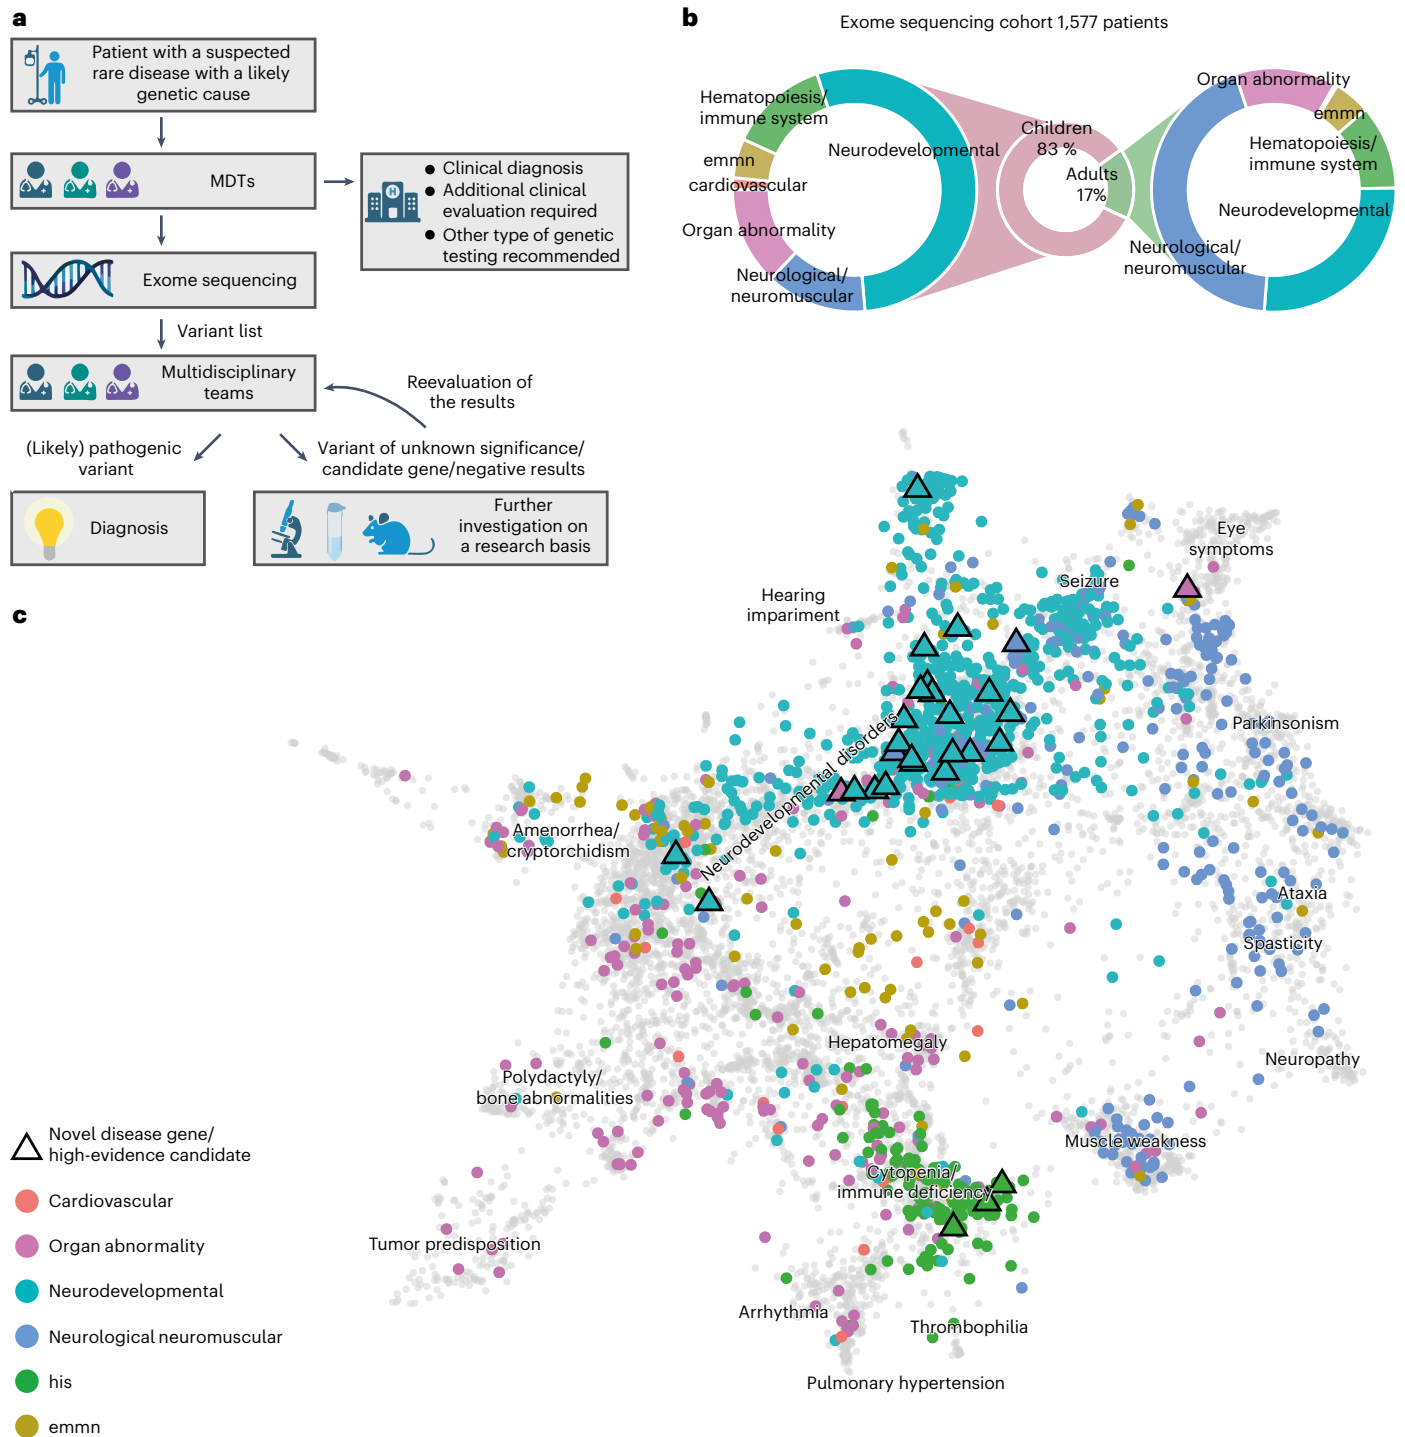 a
Patient with a suspected
rare disease with a likely
genetic cause
MDTs
H
Clinical diagnosis
Additional clinical
evaluation required
Other type of genetic
testing recommended
Exome sequencing
Variant list
Multidisciplinary
teams
Reevaluation of
the results
(Likely) pathogenic
variant
Variant of unknown significance/
candidate gene/negative results
Diagnosis
Further
investigation on
a research basis
b
Exome sequencing cohort 1,577 patients
Hematopoiesis/
immune system
emmn
cardiovascular
Organ abnormality
Neurological/
neuromuscular
Neurodevelopmental
Children
83 %
Adults
17%
Organ abnormality
emmn
Hematopoiesis/
immune system
Neurodevelopmental
Neurological/
neuromuscular
c
Eye
symptoms
Seizure
Hearing
impariment
Parkinsonism
Neurodevelopmental disorders
Amenorrhea/
cryptorchidism
Ataxia
Spasticity
Hepatomegaly
Neuropathy
Polydactyly/
bone abnormalities
Muscle weakness
Cytopenia/
immune deficiency
Tumor predisposition
Arrhythmia
Thrombophilia
Pulmonary hypertension
Novel disease gene/
high-evidence candidate
Cardiovascular
Organ abnormality
Neurodevelopmental
Neurological neuromuscular
his
emmn